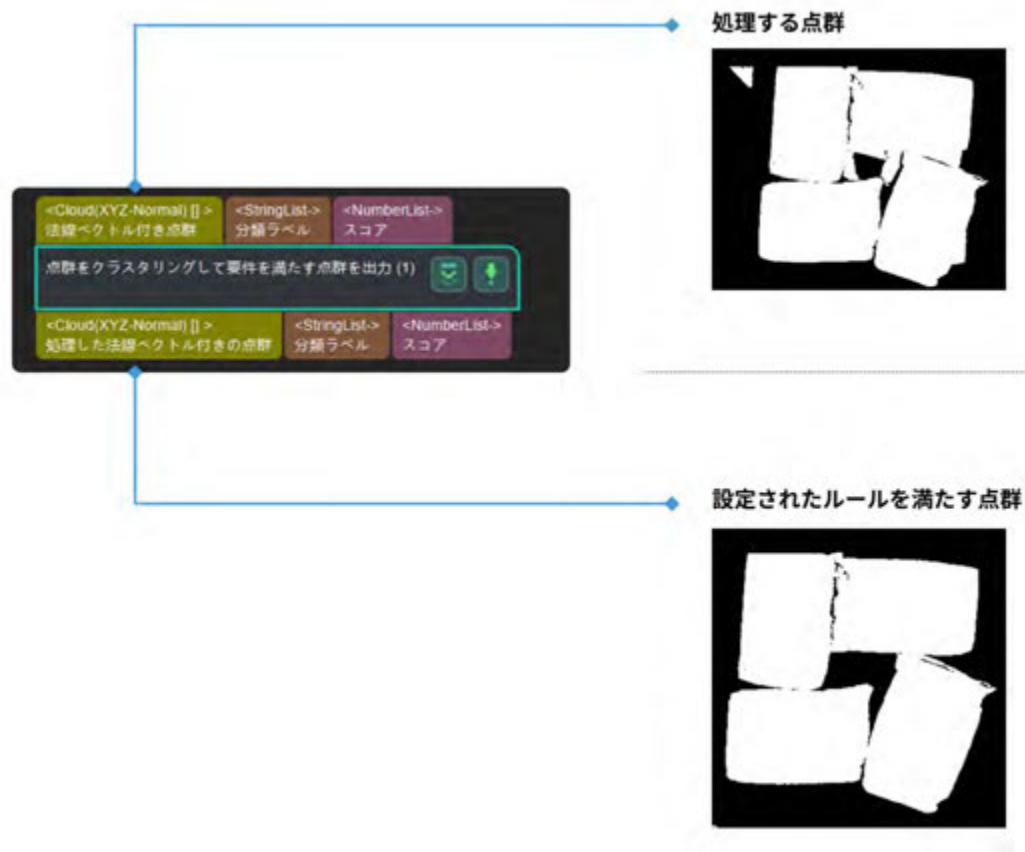 処理する点群
<Cloud(XYZ-Normal) [] >
法線ベクトル付き点群
<StringList->
分類ラベル
<NumberList->
スコア
点群をクラスタリングして要件を満たす点群を出力 (1)
<Cloud(XYZ-Normal) [] >
処理した法線ベクトル付きの点群
<StringList->
分類ラベル
<NumberList->
スコア
設定されたルールを満たす点群